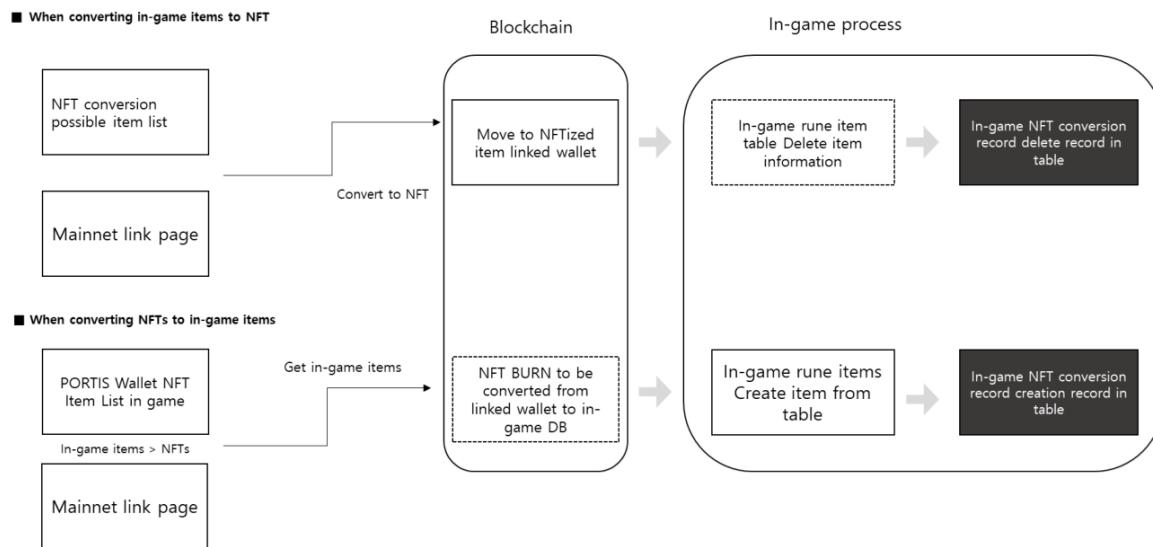 ■ When converting in-game items to NFT
Blockchain
In-game process
NFT conversion
possible item list
Mainnet link page
Convert to NFT
Move to NFTized
item linked wallet
In-game rune item
table Delete item
information
In-game NFT conversion
record delete record in
table
■ When converting NFTs to in-game items
PORTIS Wallet NFT
Item List in game
In-game items > NFTs
Mainnet link page
Get in-game items
NFT BURN to be
converted from
linked wallet to in-
game DB
In-game rune items
Create item from
table
In-game NFT conversion
record creation record in
table